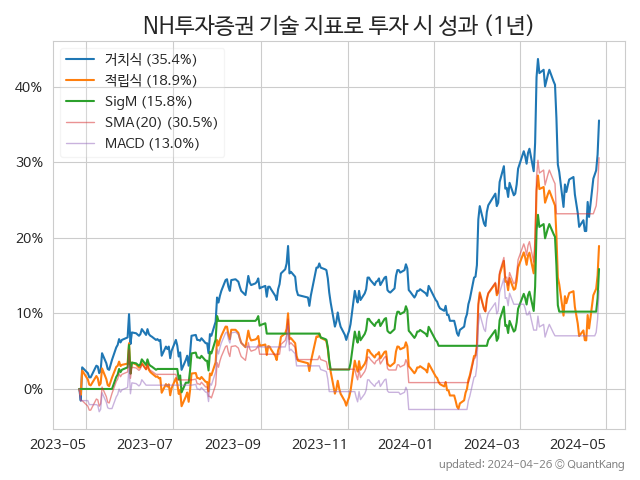 NH투자증권 기술 지표로 투자 시 성과 (1년)
거치식 (35.4%)
적립식 (18.9%)
SigM (15.8%)
SMA(20) (30.5%)
MACD (13.0%)
40%
30%
20%
10%
0%
2023-05 2023-07 2023-09 2023-11 2024-01 2024-03 2024-05
updated: 2024-04-26 © QuantKang